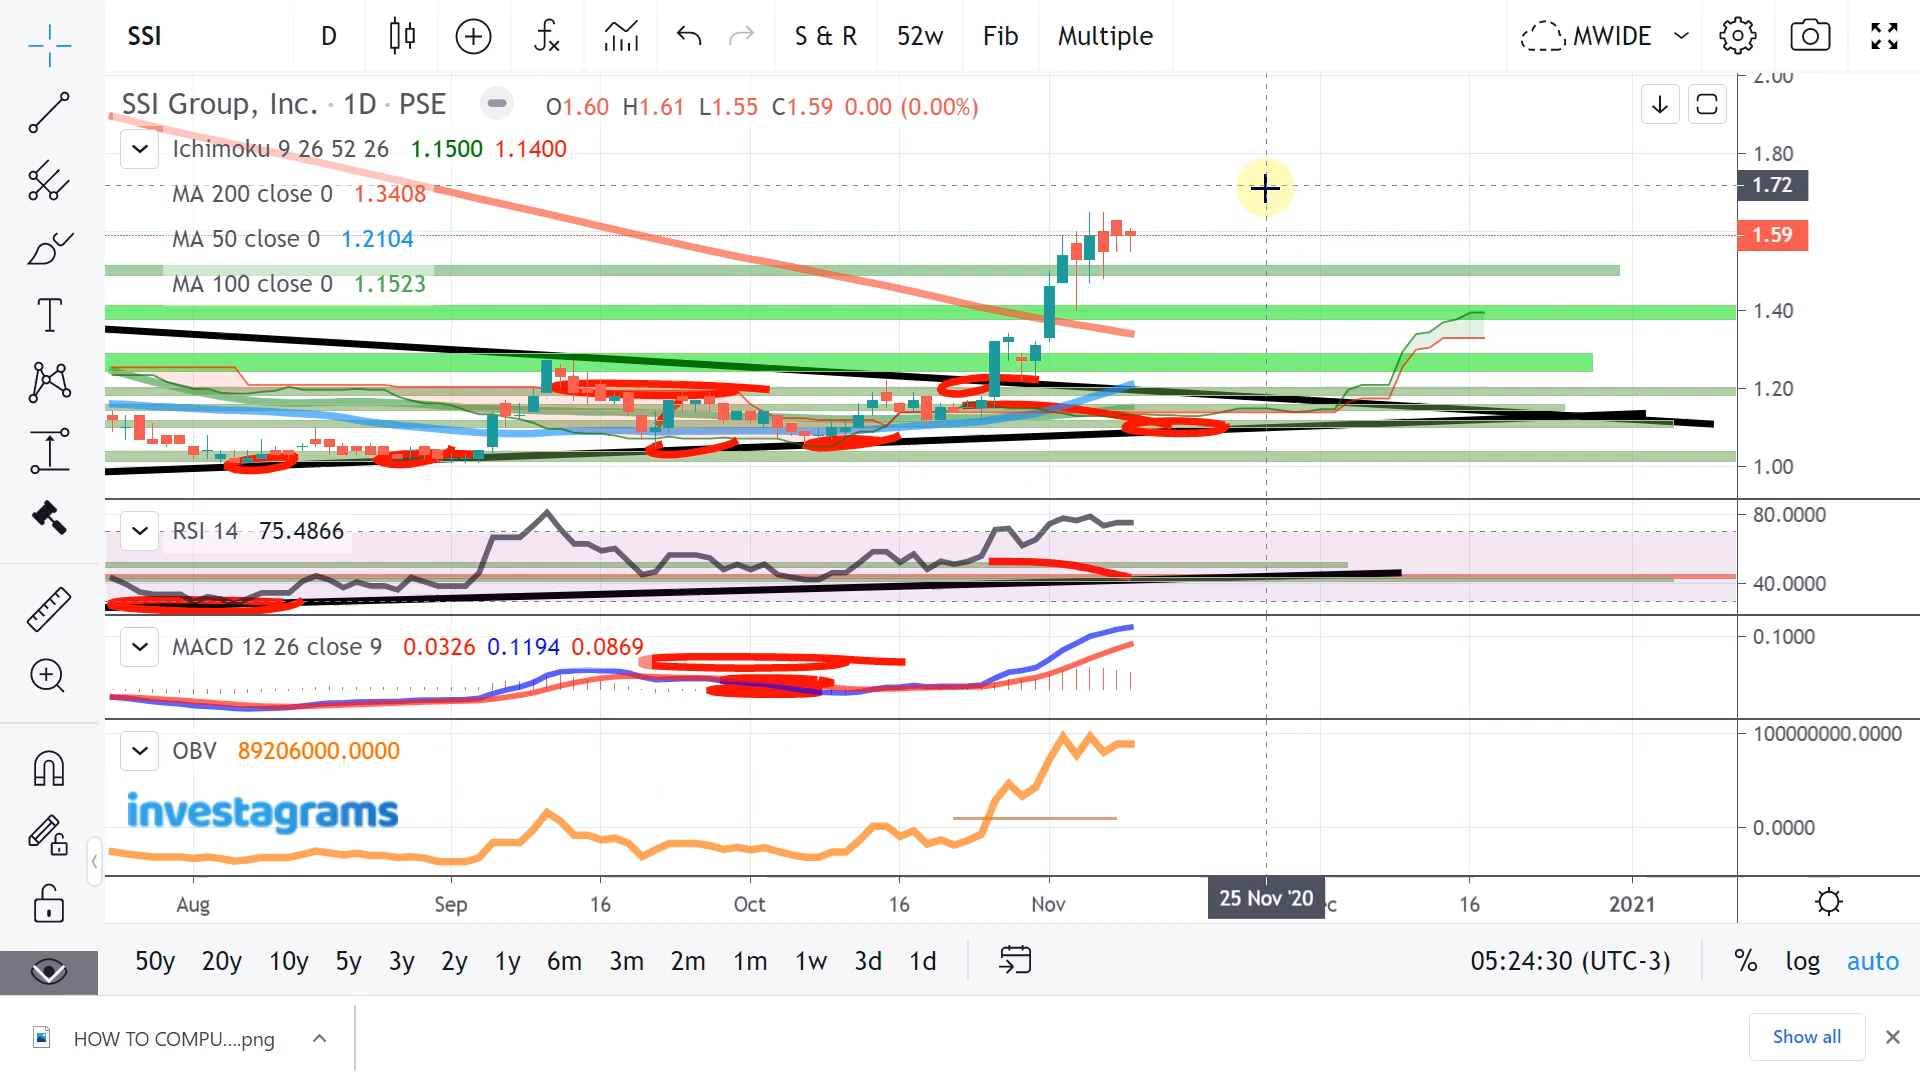 SSI D S & R 52w Fib Multiple MWIDE
SSI Group, Inc. · 1D · PSE O1.60 H1.61 L1.55 C1.59 0.00 (0.00%)
Ichimoku 9 26 52 26 1.1500 1.1400
MA 200 close 0 1.3408
MA 50 close 0 1.2104
MA 100 close 0 1.1523
2.00
1.80
1.72
1.59
1.40
1.20
1.00
RSI 14 75.4866
80.0000
40.0000
MACD 12 26 close 9 0.0326 0.1194 0.0869
0.1000
OBV 89206000.0000
100000000.0000
0.0000
investagrams
Aug Sep 16 Oct 16 Nov 25 Nov '20 16 2021
50y 20y 10y 5y 3y 2y 1y 6m 3m 2m 1m 1w 3d 1d 05:24:30 (UTC-3) % log auto
HOW TO COMPU....png Show all